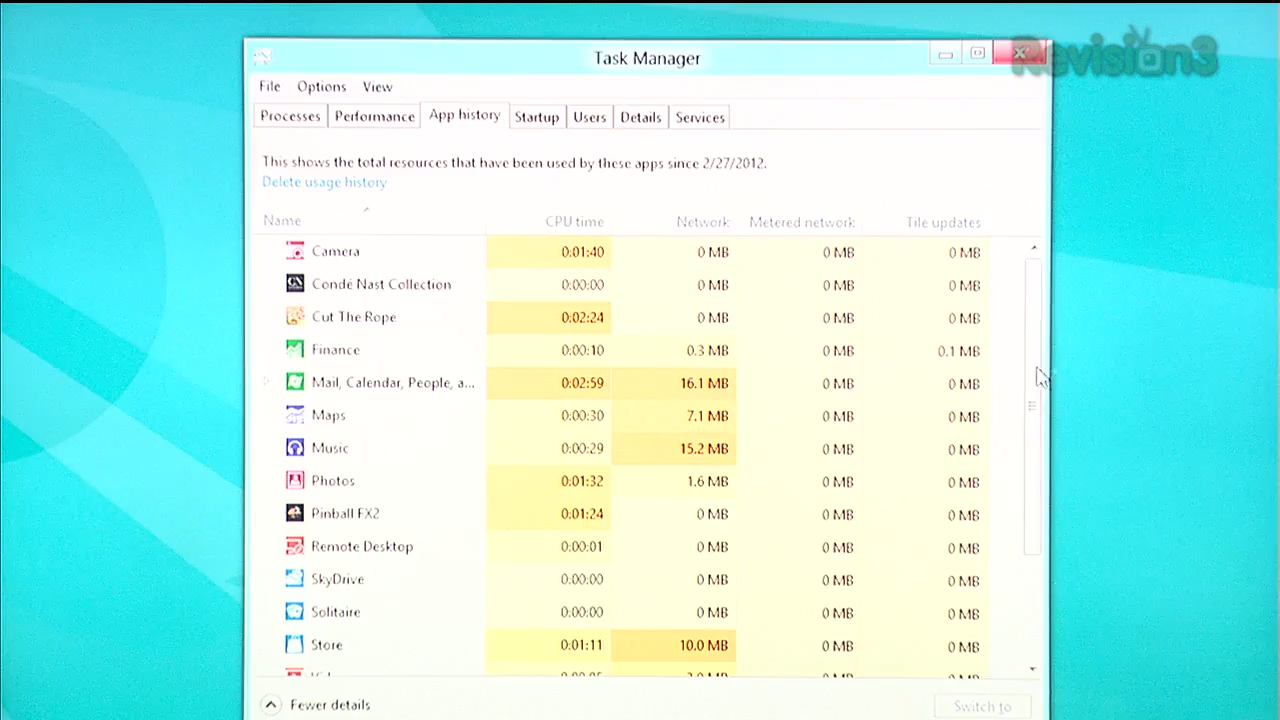 Revision3
Task Manager
File Options View
Processes Performance App history Startup Users Details Services
This shows the total resources that have been used by these apps since 2/27/2012.
Delete usage history
Name CPU time Network Metered network Tile updates
Camera 0:01:40 0 MB 0 MB 0 MB
Condé Nast Collection 0:00:00 0 MB 0 MB 0 MB
Cut The Rope 0:02:24 0 MB 0 MB 0 MB
Finance 0:00:10 0.3 MB 0 MB 0.1 MB
Mail, Calendar, People, a... 0:02:59 16.1 MB 0 MB 0 MB
Maps 0:00:30 7.1 MB 0 MB 0 MB
Music 0:00:29 15.2 MB 0 MB 0 MB
Photos 0:01:32 1.6 MB 0 MB 0 MB
Pinball FX2 0:01:24 0 MB 0 MB 0 MB
Remote Desktop 0:00:01 0 MB 0 MB 0 MB
SkyDrive 0:00:00 0 MB 0 MB 0 MB
Solitaire 0:00:00 0 MB 0 MB 0 MB
Store 0:01:11 10.0 MB 0 MB 0 MB
Fewer details Switch to